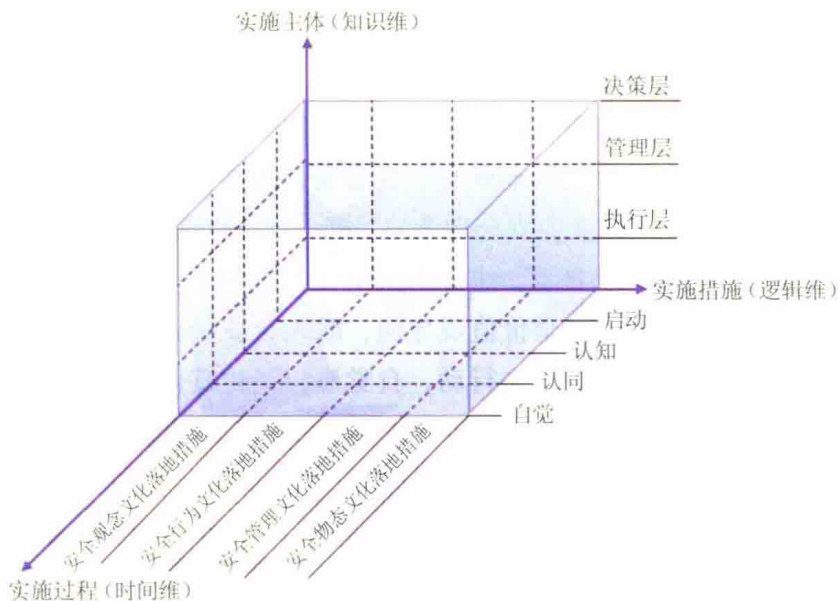 实施主体(知识维)
决策层
管理层
执行层
实施措施(逻辑维)
启动
认知
认同
自觉
安全观念文化落地措施
安全行为文化落地措施
安全管理文化落地措施
安全物态文化落地措施
实施过程(时间维)